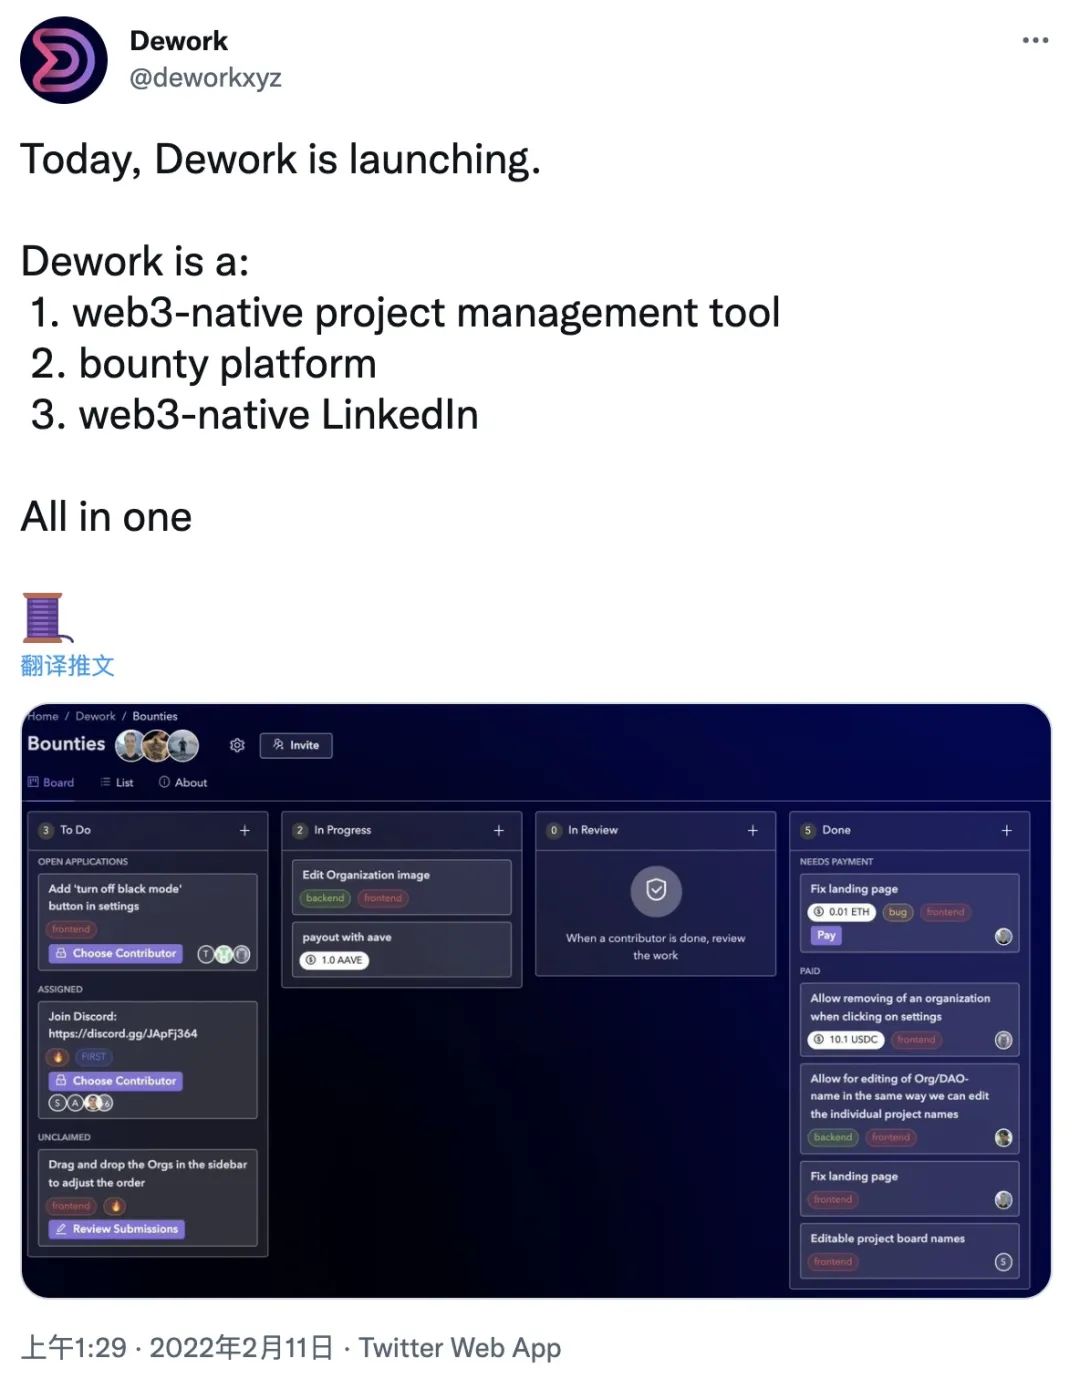 Dework
@deworkxyz
Today, Dework is launching.
Dework is a:
1. web3-native project management tool
2. bounty platform
3. web3-native LinkedIn
All in one
翻译推文
Home / Dework / Bounties
Bounties
Invite
Board List About
3 To Do +
OPEN APPLICATIONS
Add 'turn off black mode'
button in settings
frontend
Choose Contributor T
ASSIGNED
Join Discord:
https://discord.gg/JApFj364
FIRST
Choose Contributor
S A 6
UNCLAIMED
Drag and drop the Orgs in the sidebar
to adjust the order
frontend
Review Submissions
2 In Progress +
Edit Organization image
backend frontend
payout with aave
1.0 AAVE
0 In Review +
When a contributor is done, review
the work
5 Done +
NEEDS PAYMENT
Fix landing page
0.01 ETH bug frontend
Pay
PAID
Allow removing of an organization
when clicking on settings
10.1 USDC frontend
Allow for editing of Org/DAO-
name in the same way we can edit
the individual project names
backend frontend
Fix landing page
frontend
Editable project board names
frontend S
上午1:29 · 2022年2月11日 · Twitter Web App